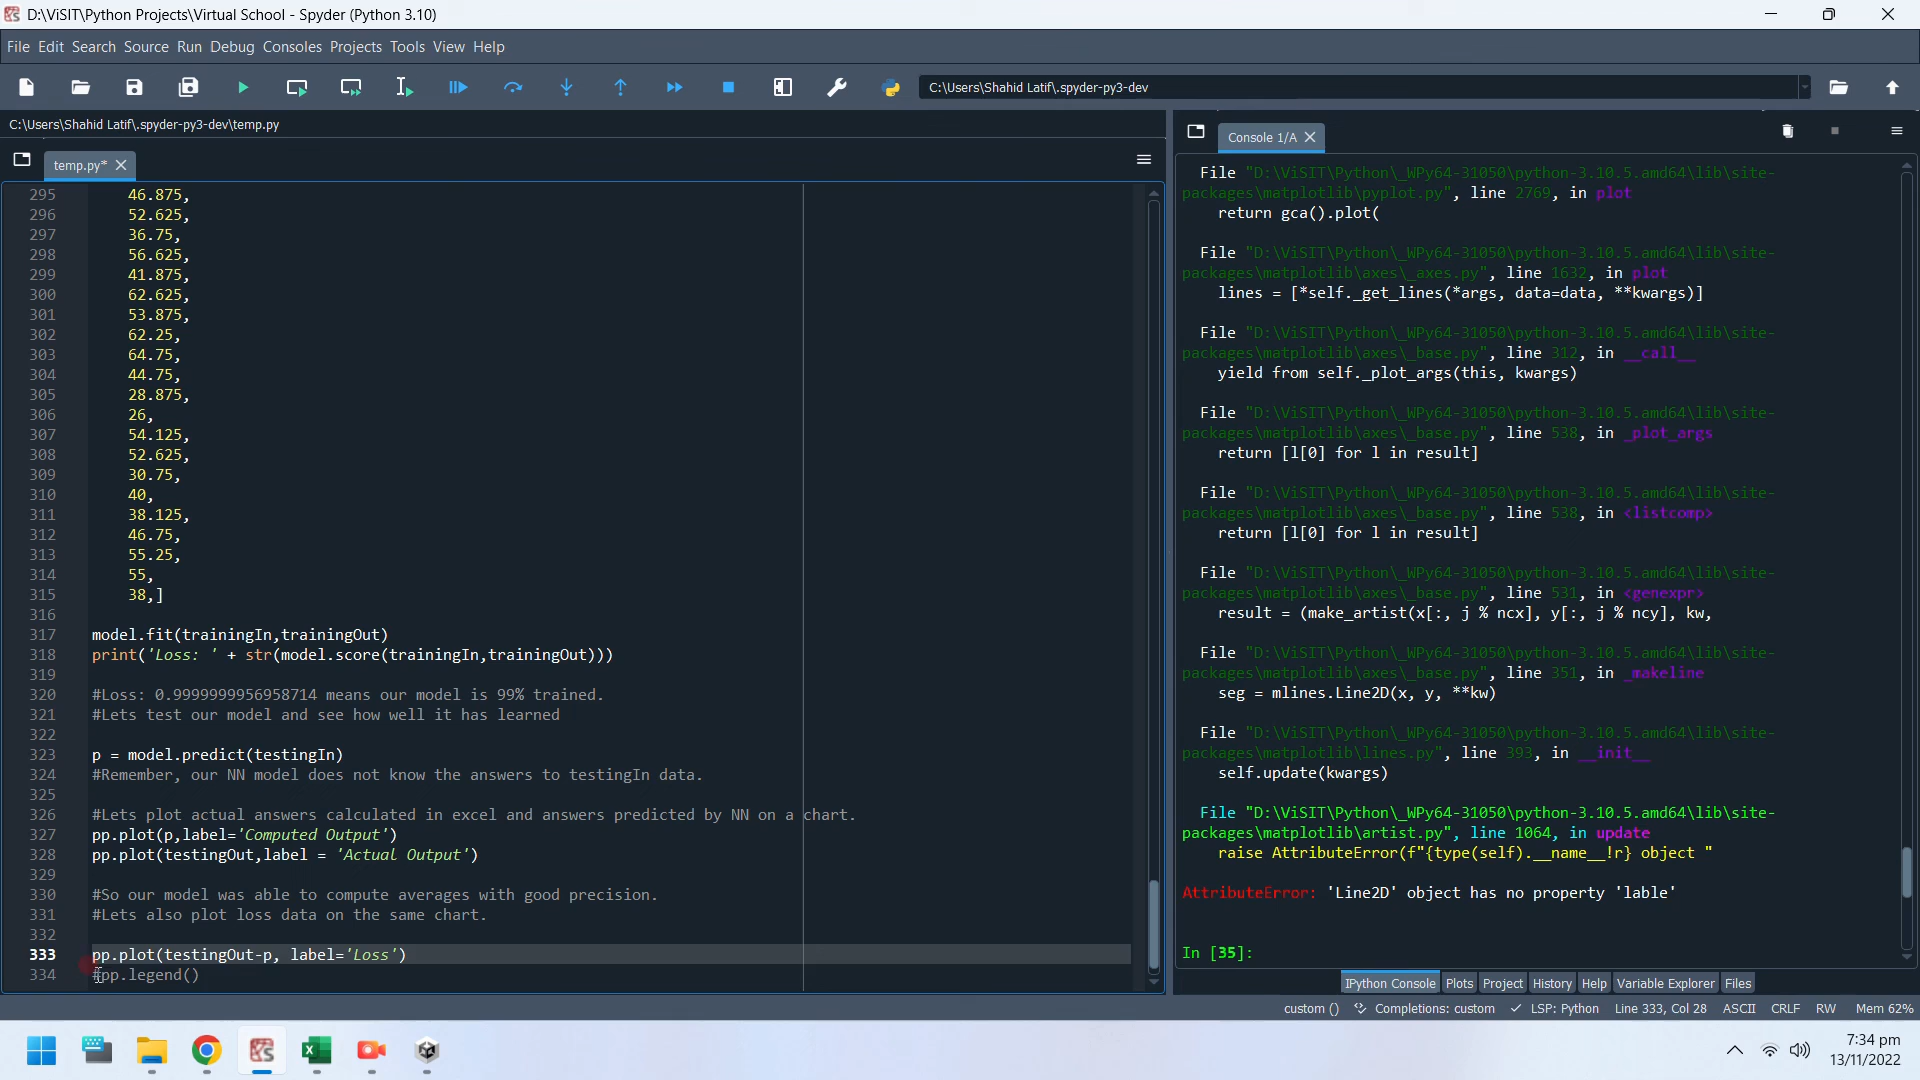 D:\ViSIT\Python Projects\Virtual School - Spyder (Python 3.10)
File Edit Search Source Run Debug Consoles Projects Tools View Help
C:\Users\Shahid Latif\.spyder-py3-dev
C:\Users\Shahid Latif\.spyder-py3-dev\temp.py
temp.py*
295 46.875,
296 52.625,
297 36.75,
298 56.625,
299 41.875,
300 62.625,
301 53.875,
302 62.25,
303 64.75,
304 44.75,
305 28.875,
306 26,
307 54.125,
308 52.625,
309 30.75,
310 40,
311 38.125,
312 46.75,
313 55.25,
314 55,
315 38,]
316
317 model.fit(trainingIn,trainingOut)
318 print('Loss: ' + str(model.score(trainingIn,trainingOut)))
319
320 #Loss: 0.9999999956958714 means our model is 99% trained.
321 #Lets test our model and see how well it has learned
322
323 p = model.predict(testingIn)
324 #Remember, our NN model does not know the answers to testingIn data.
325
326 #Lets plot actual answers calculated in excel and answers predicted by NN on a chart.
327 pp.plot(p,label='Computed Output')
328 pp.plot(testingOut,label = 'Actual Output')
329
330 #So our model was able to compute averages with good precision.
331 #Lets also plot loss data on the same chart.
332
333 pp.plot(testingOut-p, label='Loss')
334 #pp.legend()
Console 1/A
File "D:\ViSIT\Python\_WPy64-31050\python-3.10.5.amd64\lib\site-
packages\matplotlib\pyplot.py", line 2769, in plot
return gca().plot(
File "D:\ViSIT\Python\_WPy64-31050\python-3.10.5.amd64\lib\site-
packages\matplotlib\axes\_axes.py", line 1632, in plot
lines = [*self._get_lines(*args, data=data, **kwargs)]
File "D:\ViSIT\Python\_WPy64-31050\python-3.10.5.amd64\lib\site-
packages\matplotlib\axes\_base.py", line 312, in __call__
yield from self._plot_args(this, kwargs)
File "D:\ViSIT\Python\_WPy64-31050\python-3.10.5.amd64\lib\site-
packages\matplotlib\axes\_base.py", line 538, in _plot_args
return [l[0] for l in result]
File "D:\ViSIT\Python\_WPy64-31050\python-3.10.5.amd64\lib\site-
packages\matplotlib\axes\_base.py", line 538, in <listcomp>
return [l[0] for l in result]
File "D:\ViSIT\Python\_WPy64-31050\python-3.10.5.amd64\lib\site-
packages\matplotlib\axes\_base.py", line 531, in <genexpr>
result = (make_artist(x[:, j % ncx], y[:, j % ncy], kw,
File "D:\ViSIT\Python\_WPy64-31050\python-3.10.5.amd64\lib\site-
packages\matplotlib\axes\_base.py", line 351, in _makeline
seg = mlines.Line2D(x, y, **kw)
File "D:\ViSIT\Python\_WPy64-31050\python-3.10.5.amd64\lib\site-
packages\matplotlib\lines.py", line 393, in __init__
self.update(kwargs)
File "D:\ViSIT\Python\_WPy64-31050\python-3.10.5.amd64\lib\site-
packages\matplotlib\artist.py", line 1064, in update
raise AttributeError(f"{type(self).__name__!r} object "
AttributeError: 'Line2D' object has no property 'lable'
In [35]:
IPython Console Plots Project History Help Variable Explorer Files
custom () Completions: custom LSP: Python Line 333, Col 28 ASCII CRLF RW Mem 62%
7:34 pm
13/11/2022